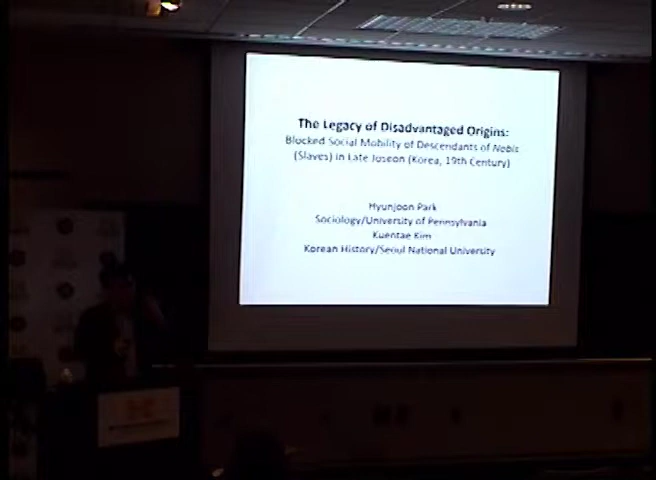 The Legacy of Disadvantaged Origins:
Blocked Social Mobility of Descendants of Nobis
(Slaves) in Late Joseon (Korea, 19th Century)
Hyunjoon Park
Sociology/University of Pennsylvania
Kuentae Kim
Korean History/Seoul National University